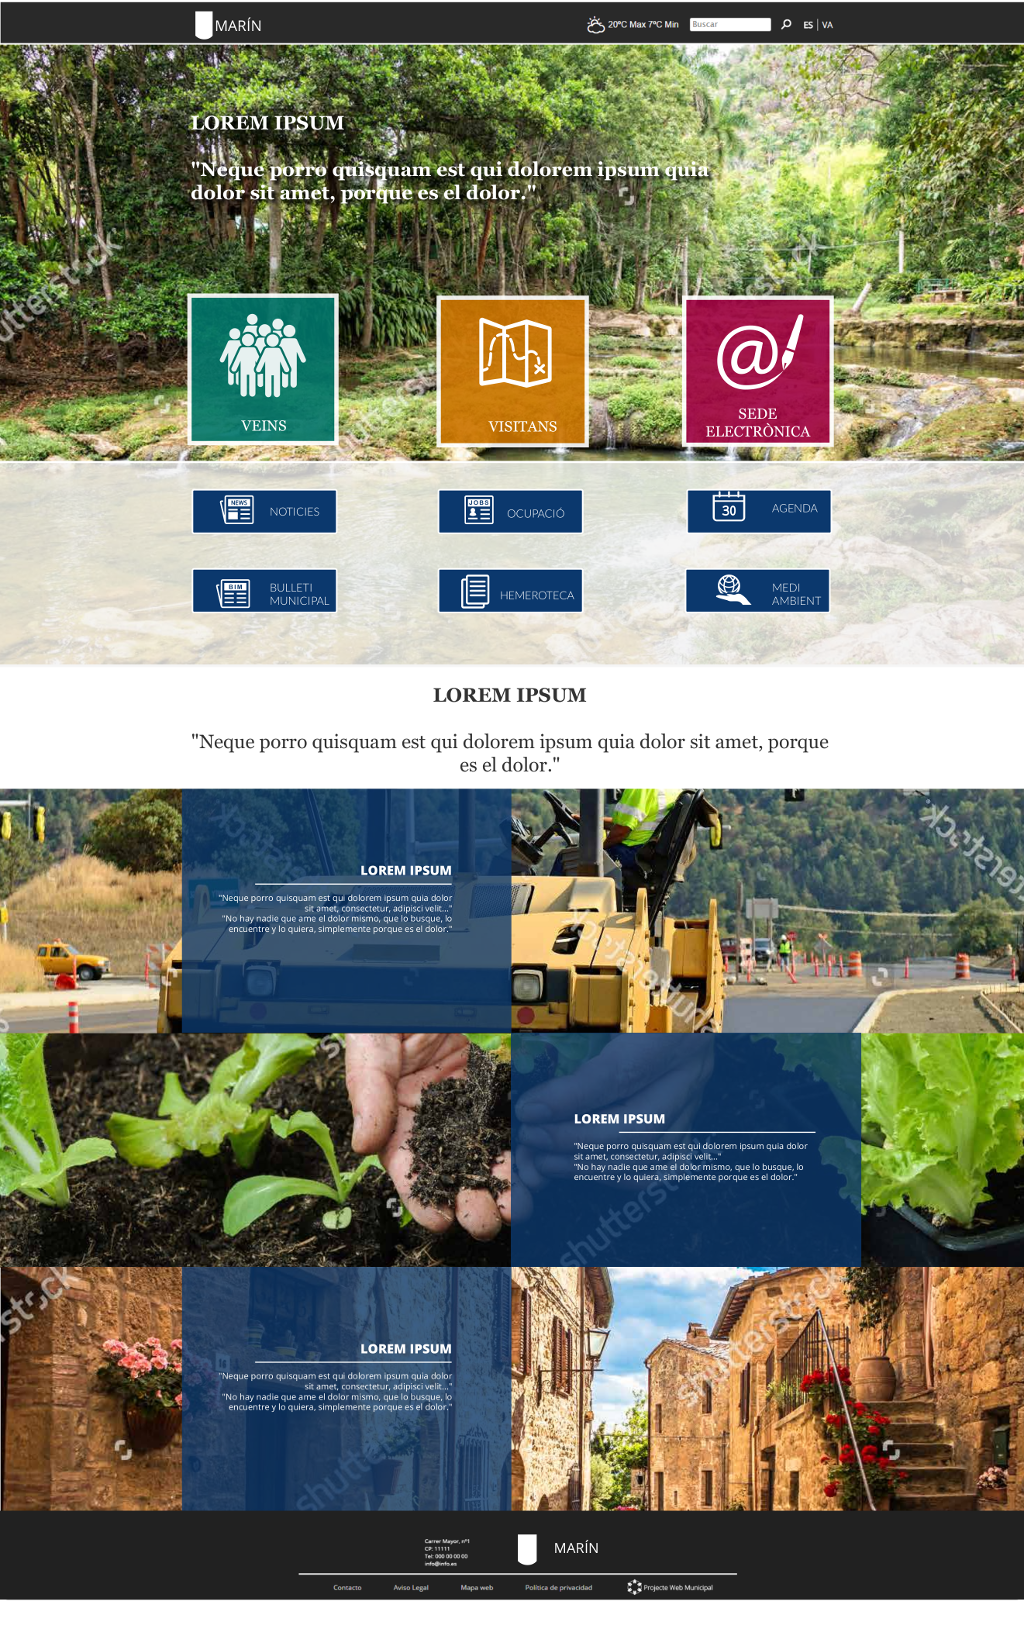 MARÍN
20ºC Max 7ºC Min
Buscar
ES | VA
LOREM IPSUM
"Neque porro quisquam est qui dolorem ipsum quia
dolor sit amet, porque es el dolor."
shutterstock
shutterstock
shutterstock
VEINS
VISITANS
SEDE
ELECTRÒNICA
NEWS
NOTICIES
JOBS
OCUPACIÓ
30
AGENDA
BIM
BULLETI
MUNICIPAL
HEMEROTECA
MEDI
AMBIENT
LOREM IPSUM
"Neque porro quisquam est qui dolorem ipsum quia dolor sit amet, porque
es el dolor."
LOREM IPSUM
"Neque porro quisquam est qui dolorem ipsum quia dolor
sit amet, consectetur, adipisci velit..."
"No hay nadie que ame el dolor mismo, que lo busque, lo
encuentre y lo quiera, simplemente porque es el dolor."
shutterstock
LOREM IPSUM
"Neque porro quisquam est qui dolorem ipsum quia dolor
sit amet, consectetur, adipisci velit..."
"No hay nadie que ame el dolor mismo, que lo busque, lo
encuentre y lo quiera, simplemente porque es el dolor."
shutterstock
LOREM IPSUM
"Neque porro quisquam est qui dolorem ipsum quia dolor
sit amet, consectetur, adipisci velit..."
"No hay nadie que ame el dolor mismo, que lo busque, lo
encuentre y lo quiera, simplemente porque es el dolor."
shutterstock
shutterstock
Carrer Mayor, nº1
CP: 11111
Tel: 000 00 00 00
info@info.es
MARÍN
Contacto
Aviso Legal
Mapa web
Política de privacidad
Projecte Web Municipal